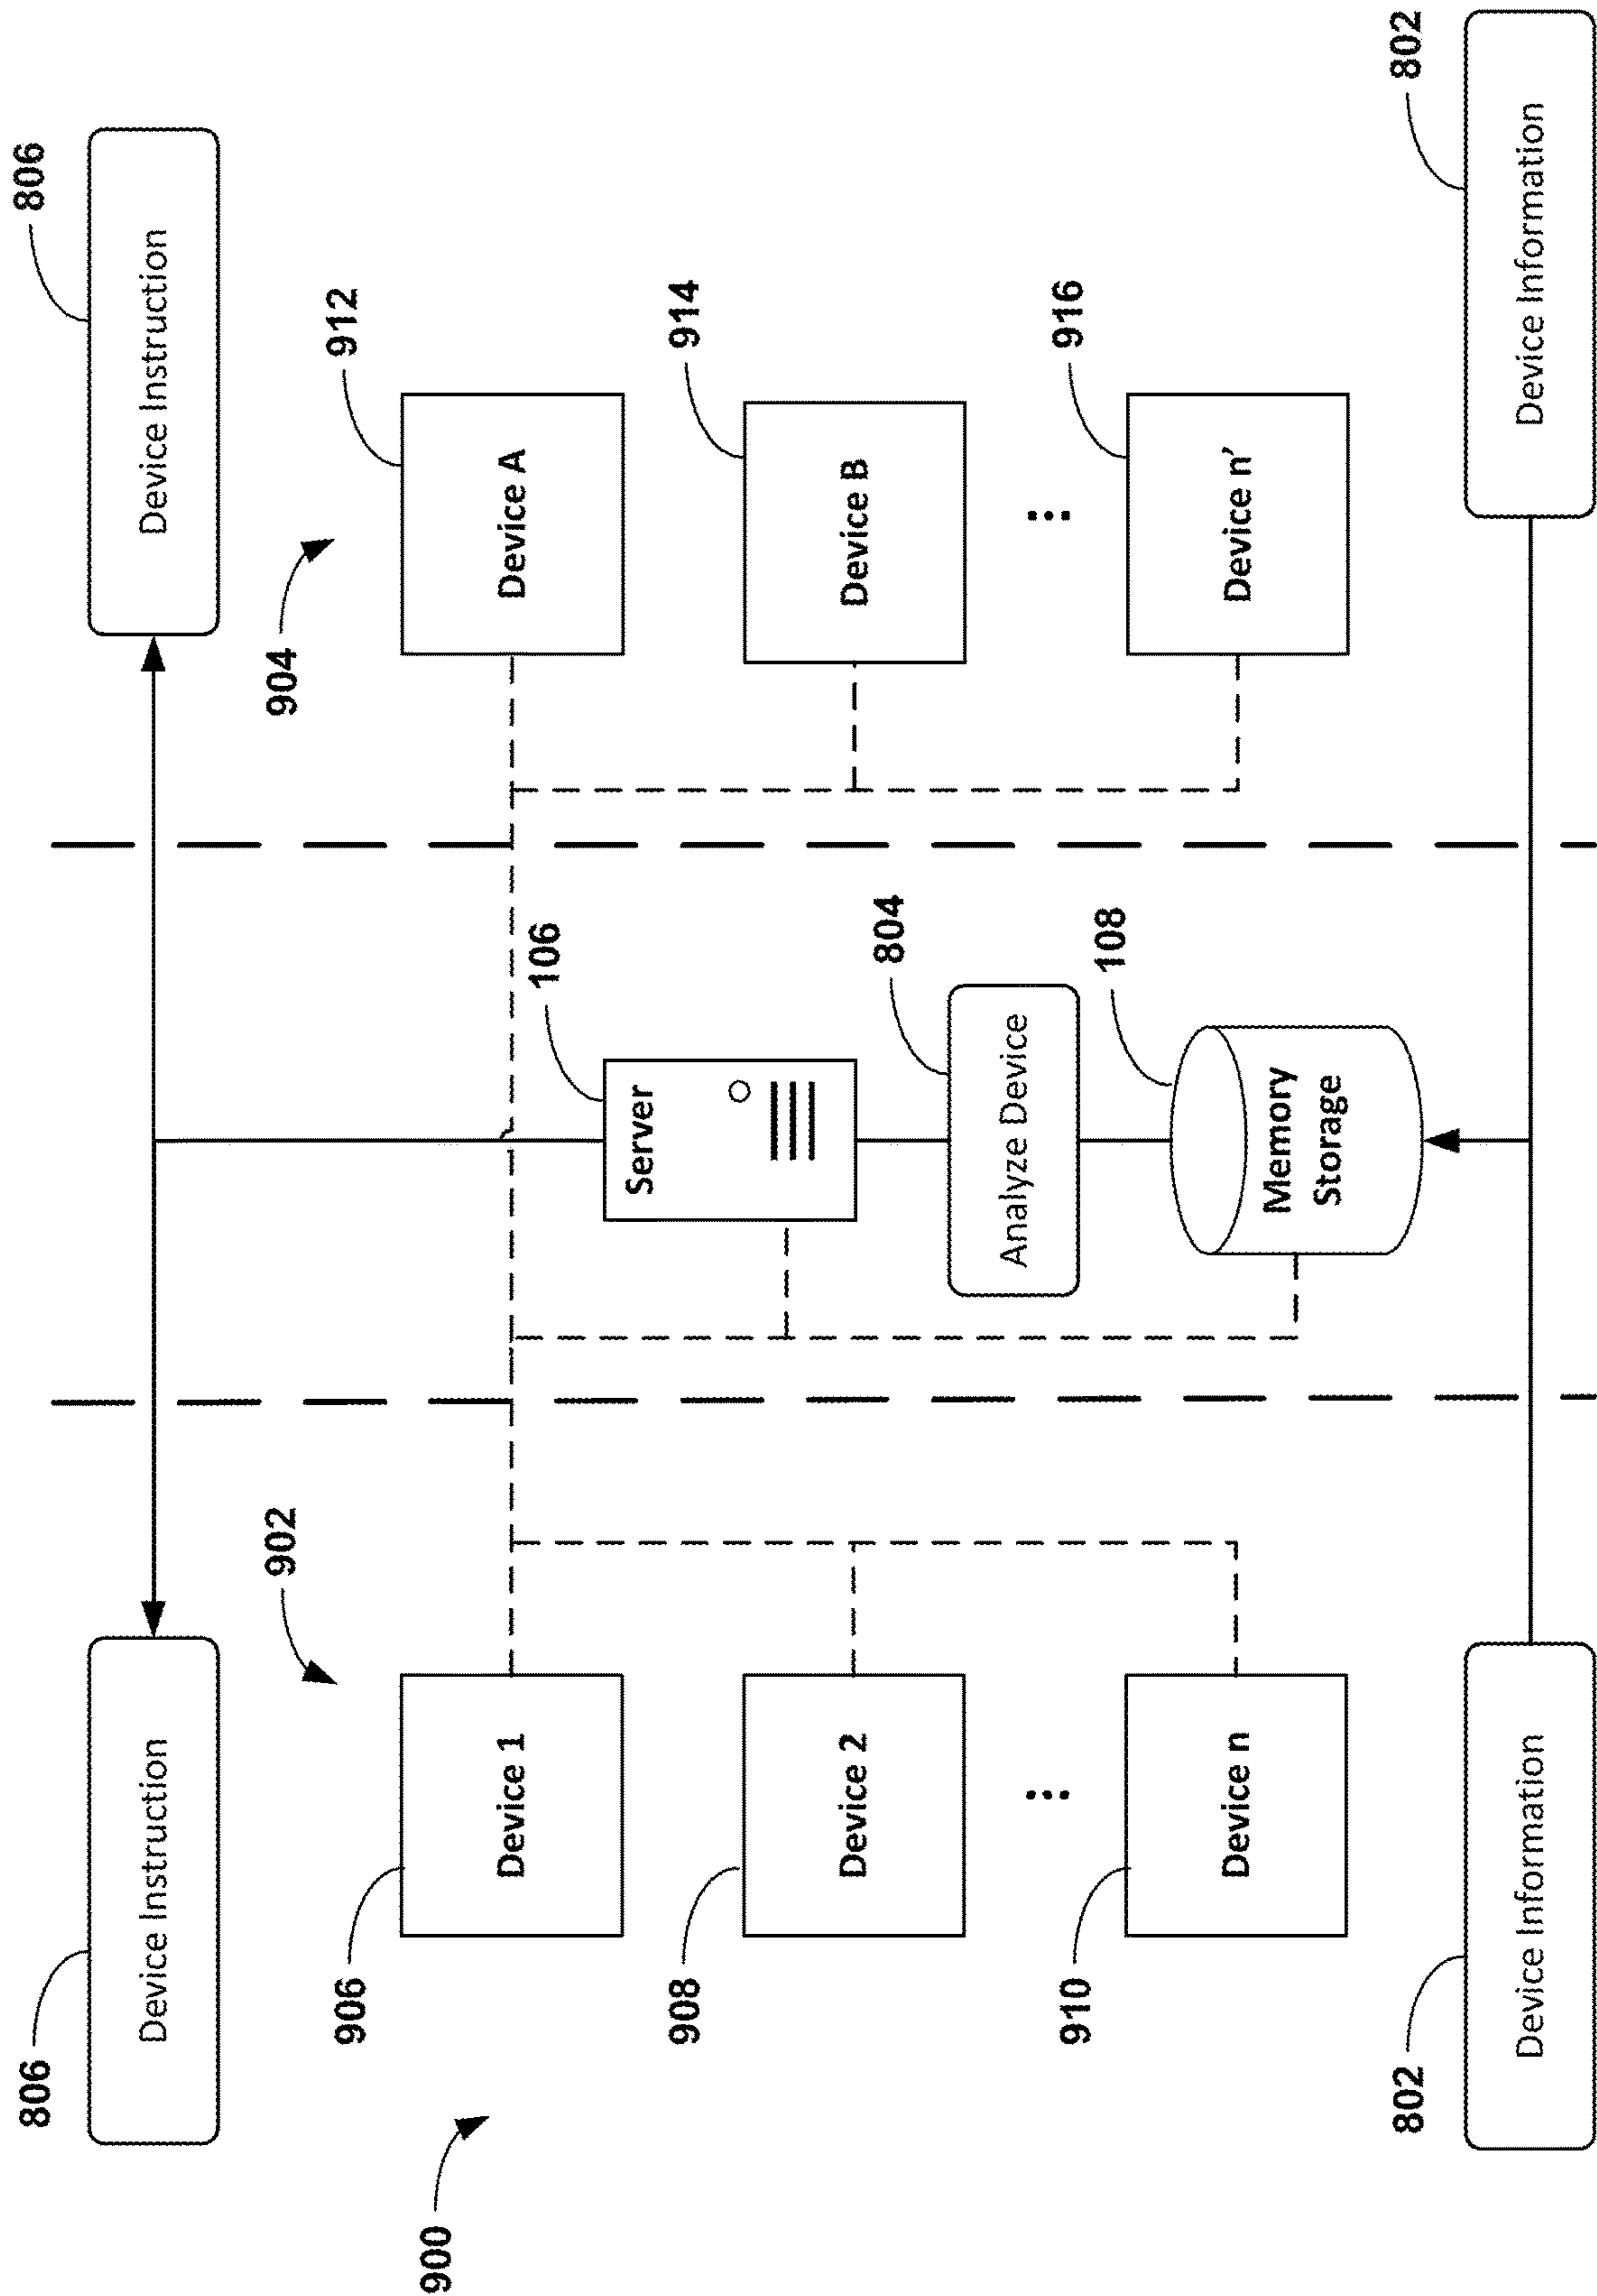 806
806
Device Instruction
Device Instruction
902
904
906
912
900
Device 1
Device A
106
Server
908
914
Device 2
Device B
804
Analyze Device
...
...
910
916
108
Device n
Device n’
Memory
Storage
802
802
Device Information
Device Information